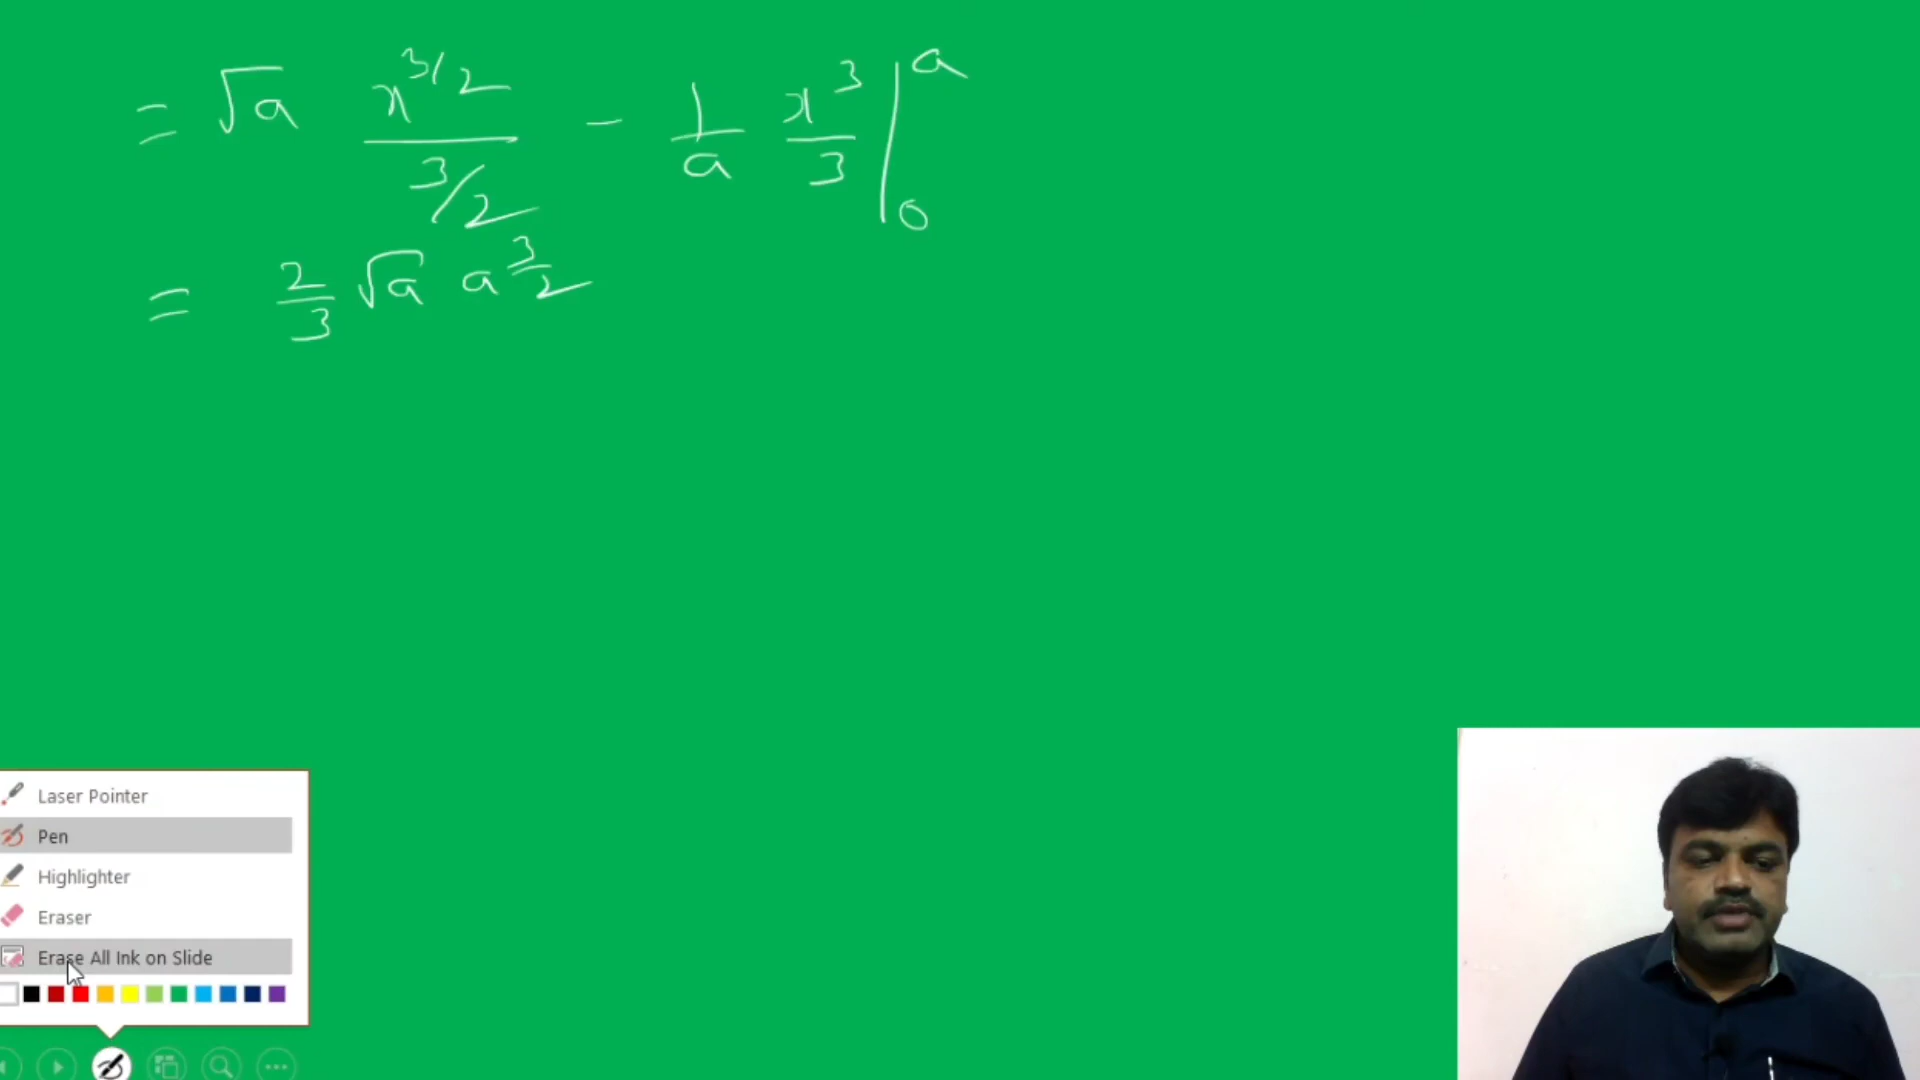 = √a x^3/2 / 3/2 - 1/a x^3/3 |_0^a
= 2/3 √a a^3/2
Laser Pointer
Pen
Highlighter
Eraser
Erase All Ink on Slide